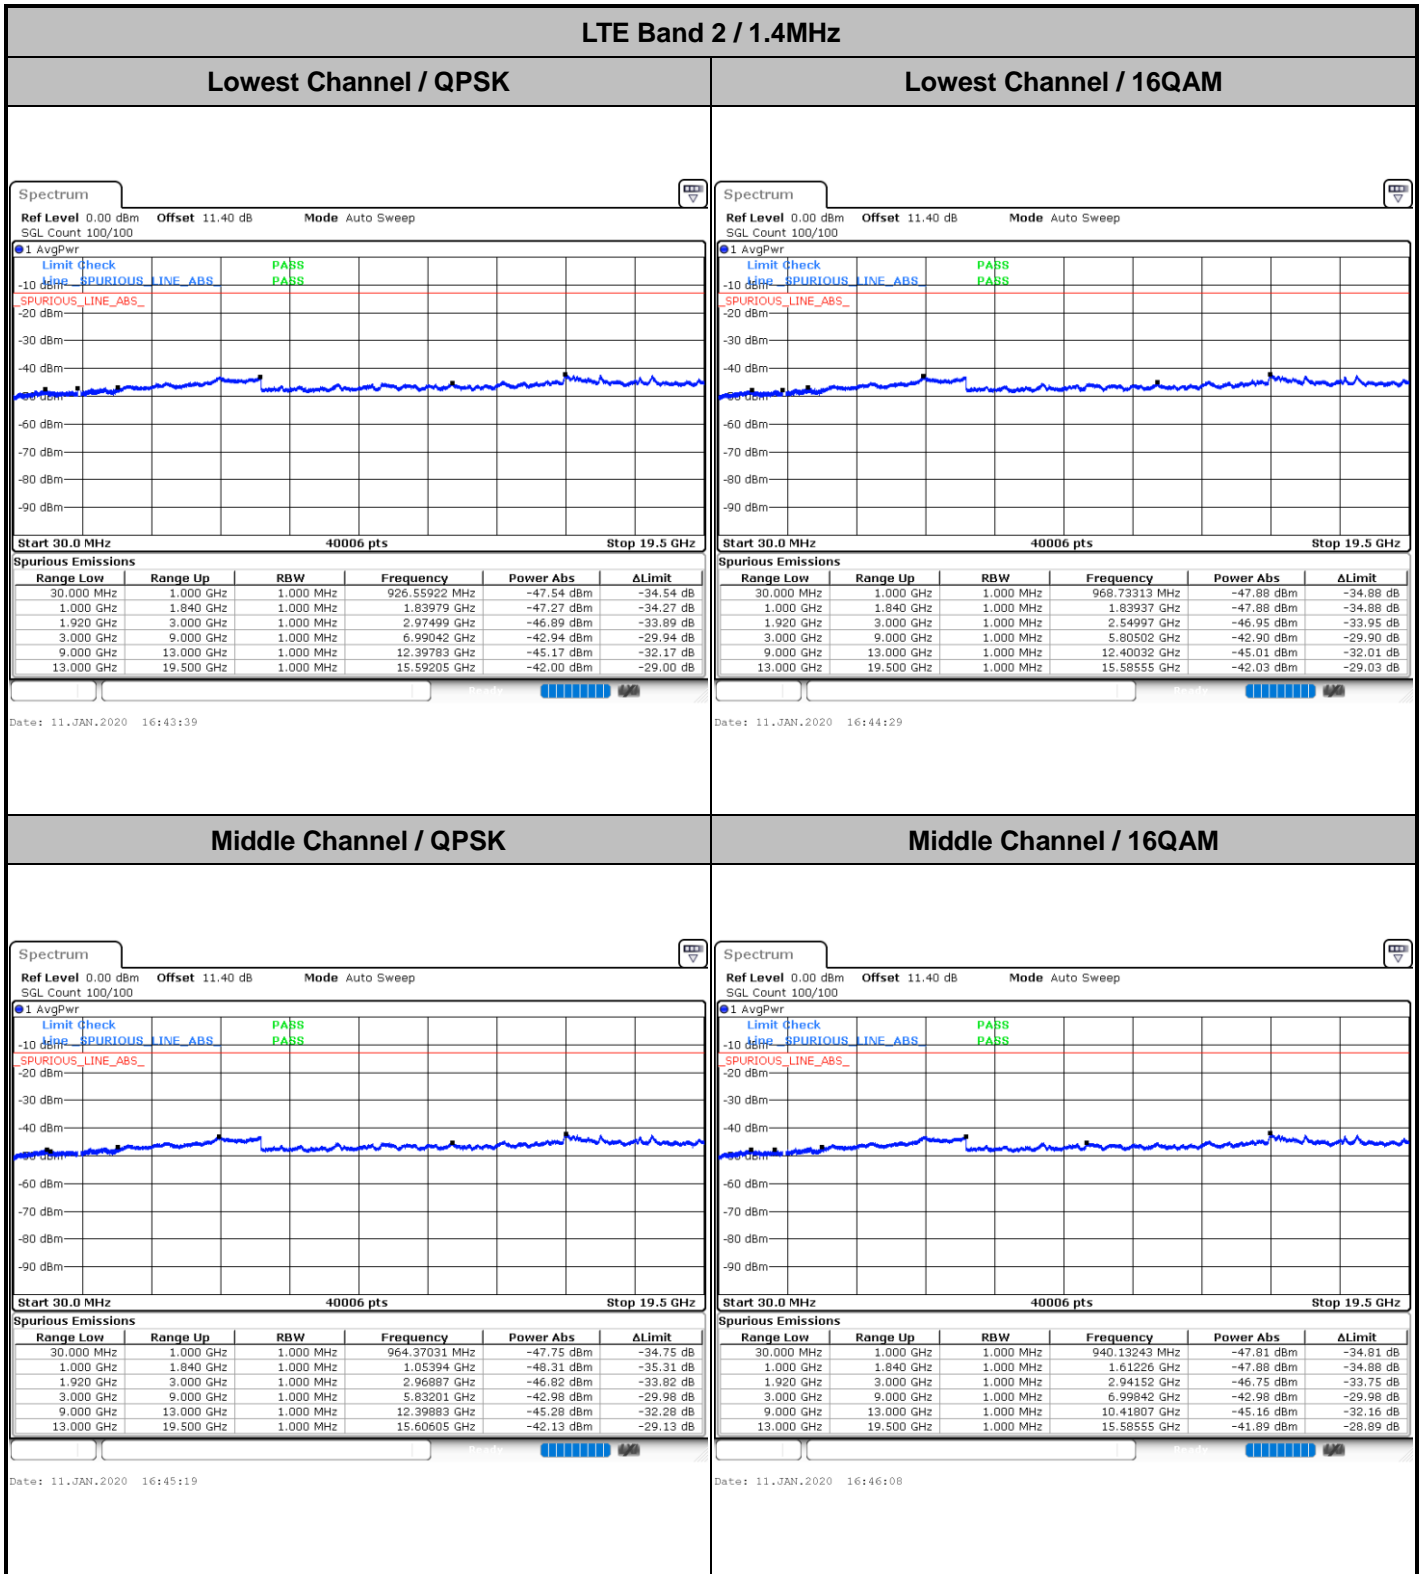 LTE Band 2 / 1.4MHz
Lowest Channel / QPSK
Lowest Channel / 16QAM
Spectrum
Ref Level 0.00 dBm Offset 11.40 dB Mode Auto Sweep
SGL Count 100/100
1 AvgPwr
Limit Check PASS
Line _SPURIOUS_LINE_ABS_ PASS
-10 dBm
_SPURIOUS_LINE_ABS_
-20 dBm
-30 dBm
-40 dBm
-50 dBm
-60 dBm
-70 dBm
-80 dBm
-90 dBm
Start 30.0 MHz 40006 pts Stop 19.5 GHz
Spurious Emissions
Range Low Range Up RBW Frequency Power Abs ΔLimit
30.000 MHz 1.000 GHz 1.000 MHz 926.55922 MHz -47.54 dBm -34.54 dB
1.000 GHz 1.840 GHz 1.000 MHz 1.83979 GHz -47.27 dBm -34.27 dB
1.920 GHz 3.000 GHz 1.000 MHz 2.97499 GHz -46.89 dBm -33.89 dB
3.000 GHz 9.000 GHz 1.000 MHz 6.99042 GHz -42.94 dBm -29.94 dB
9.000 GHz 13.000 GHz 1.000 MHz 12.39783 GHz -45.17 dBm -32.17 dB
13.000 GHz 19.500 GHz 1.000 MHz 15.59205 GHz -42.00 dBm -29.00 dB
Ready
Date: 11.JAN.2020 16:43:39
Spectrum
Ref Level 0.00 dBm Offset 11.40 dB Mode Auto Sweep
SGL Count 100/100
1 AvgPwr
Limit Check PASS
Line _SPURIOUS_LINE_ABS_ PASS
-10 dBm
_SPURIOUS_LINE_ABS_
-20 dBm
-30 dBm
-40 dBm
-50 dBm
-60 dBm
-70 dBm
-80 dBm
-90 dBm
Start 30.0 MHz 40006 pts Stop 19.5 GHz
Spurious Emissions
Range Low Range Up RBW Frequency Power Abs ΔLimit
30.000 MHz 1.000 GHz 1.000 MHz 968.73313 MHz -47.88 dBm -34.88 dB
1.000 GHz 1.840 GHz 1.000 MHz 1.83937 GHz -47.88 dBm -34.88 dB
1.920 GHz 3.000 GHz 1.000 MHz 2.54997 GHz -46.95 dBm -33.95 dB
3.000 GHz 9.000 GHz 1.000 MHz 5.80502 GHz -42.90 dBm -29.90 dB
9.000 GHz 13.000 GHz 1.000 MHz 12.40032 GHz -45.01 dBm -32.01 dB
13.000 GHz 19.500 GHz 1.000 MHz 15.58555 GHz -42.03 dBm -29.03 dB
Ready
Date: 11.JAN.2020 16:44:29
Middle Channel / QPSK
Middle Channel / 16QAM
Spectrum
Ref Level 0.00 dBm Offset 11.40 dB Mode Auto Sweep
SGL Count 100/100
1 AvgPwr
Limit Check PASS
Line _SPURIOUS_LINE_ABS_ PASS
-10 dBm
_SPURIOUS_LINE_ABS_
-20 dBm
-30 dBm
-40 dBm
-50 dBm
-60 dBm
-70 dBm
-80 dBm
-90 dBm
Start 30.0 MHz 40006 pts Stop 19.5 GHz
Spurious Emissions
Range Low Range Up RBW Frequency Power Abs ΔLimit
30.000 MHz 1.000 GHz 1.000 MHz 964.37031 MHz -47.75 dBm -34.75 dB
1.000 GHz 1.840 GHz 1.000 MHz 1.05394 GHz -48.31 dBm -35.31 dB
1.920 GHz 3.000 GHz 1.000 MHz 2.96887 GHz -46.82 dBm -33.82 dB
3.000 GHz 9.000 GHz 1.000 MHz 5.83201 GHz -42.98 dBm -29.98 dB
9.000 GHz 13.000 GHz 1.000 MHz 12.39883 GHz -45.28 dBm -32.28 dB
13.000 GHz 19.500 GHz 1.000 MHz 15.60605 GHz -42.13 dBm -29.13 dB
Ready
Date: 11.JAN.2020 16:45:19
Spectrum
Ref Level 0.00 dBm Offset 11.40 dB Mode Auto Sweep
SGL Count 100/100
1 AvgPwr
Limit Check PASS
Line _SPURIOUS_LINE_ABS_ PASS
-10 dBm
_SPURIOUS_LINE_ABS_
-20 dBm
-30 dBm
-40 dBm
-50 dBm
-60 dBm
-70 dBm
-80 dBm
-90 dBm
Start 30.0 MHz 40006 pts Stop 19.5 GHz
Spurious Emissions
Range Low Range Up RBW Frequency Power Abs ΔLimit
30.000 MHz 1.000 GHz 1.000 MHz 940.13243 MHz -47.81 dBm -34.81 dB
1.000 GHz 1.840 GHz 1.000 MHz 1.61226 GHz -47.88 dBm -34.88 dB
1.920 GHz 3.000 GHz 1.000 MHz 2.94152 GHz -46.75 dBm -33.75 dB
3.000 GHz 9.000 GHz 1.000 MHz 6.99842 GHz -42.98 dBm -29.98 dB
9.000 GHz 13.000 GHz 1.000 MHz 10.41807 GHz -45.16 dBm -32.16 dB
13.000 GHz 19.500 GHz 1.000 MHz 15.58555 GHz -41.89 dBm -28.89 dB
Ready
Date: 11.JAN.2020 16:46:08